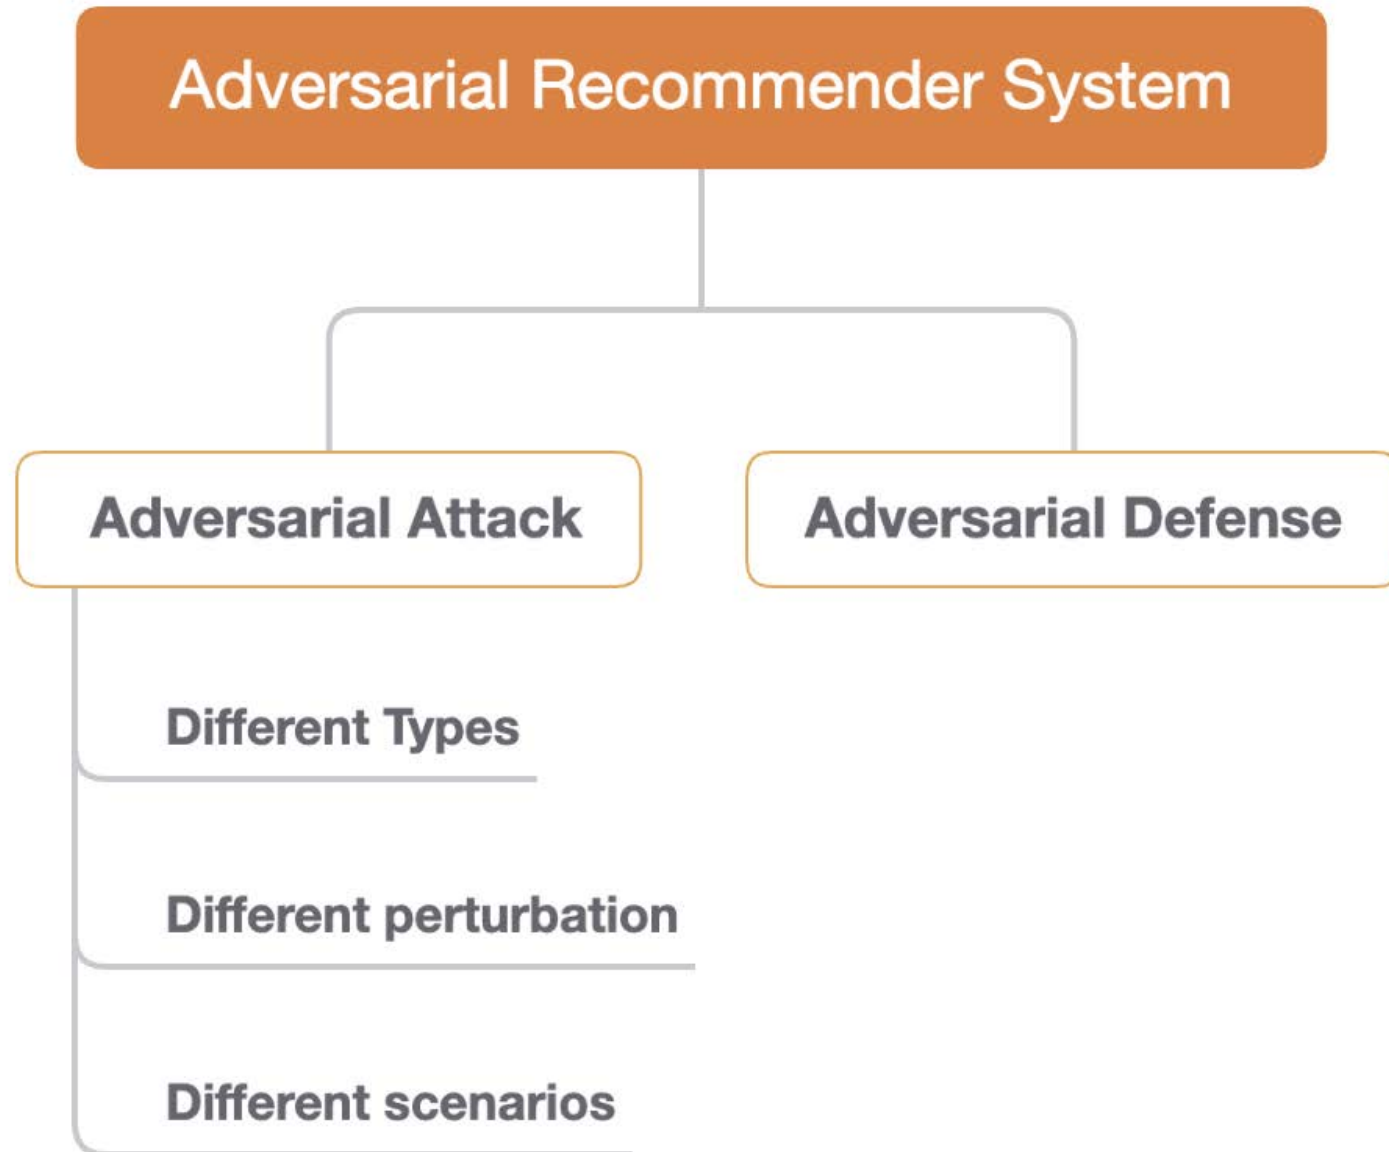 Adversarial Recommender System
Adversarial Attack
Adversarial Defense
Different Types
Different perturbation
Different scenarios